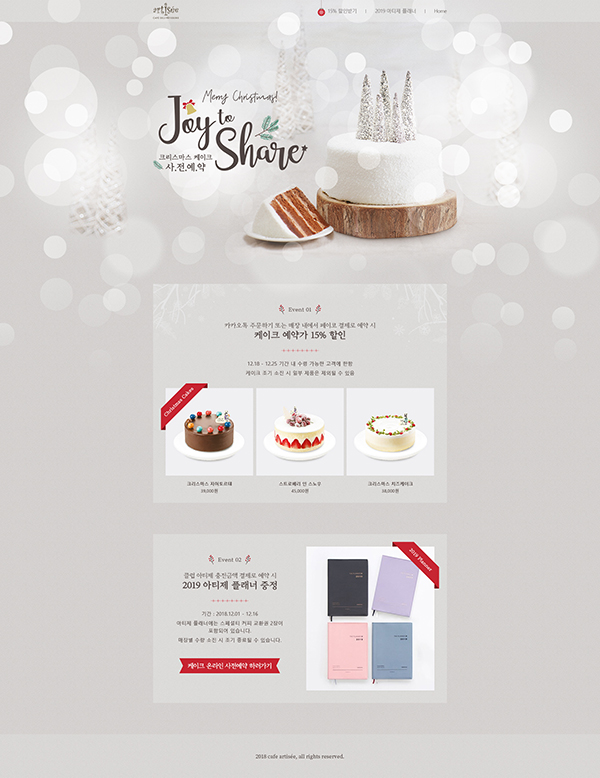 artisée
15% 할인받기 | 2019 아티제 플래너 | Home
Merry Christmas!
Joy to
Share
크리스마스 케이크
사.전.예.약
Event 01
카카오톡 주문하기 또는 매장 내에서 페이코 결제로 예약 시
케이크 예약가 15% 할인
12.18 - 12.25 기간 내 수령 가능한 고객에 한함
케이크 조기 소진 시 일부 제품은 제외될 수 있음
Christmas Cakes
크리스마스 자허토르테
39,000원
스트로베리 안 스노우
45,000원
크리스마스 치즈케이크
38,000원
Event 02
클럽 아티제 충전금액 결제로 예약 시
2019 아티제 플래너 증정
기간 : 2018.12.01 - 12.16
아티제 플래너에는 스페셜티 커피 교환권 2장이
포함되어 있습니다.
매장별 수량 소진 시 조기 종료될 수 있습니다.
케이크 온라인 사전예약 하러가기
2019 Planner
2018 cafe artisée, all rights reserved.